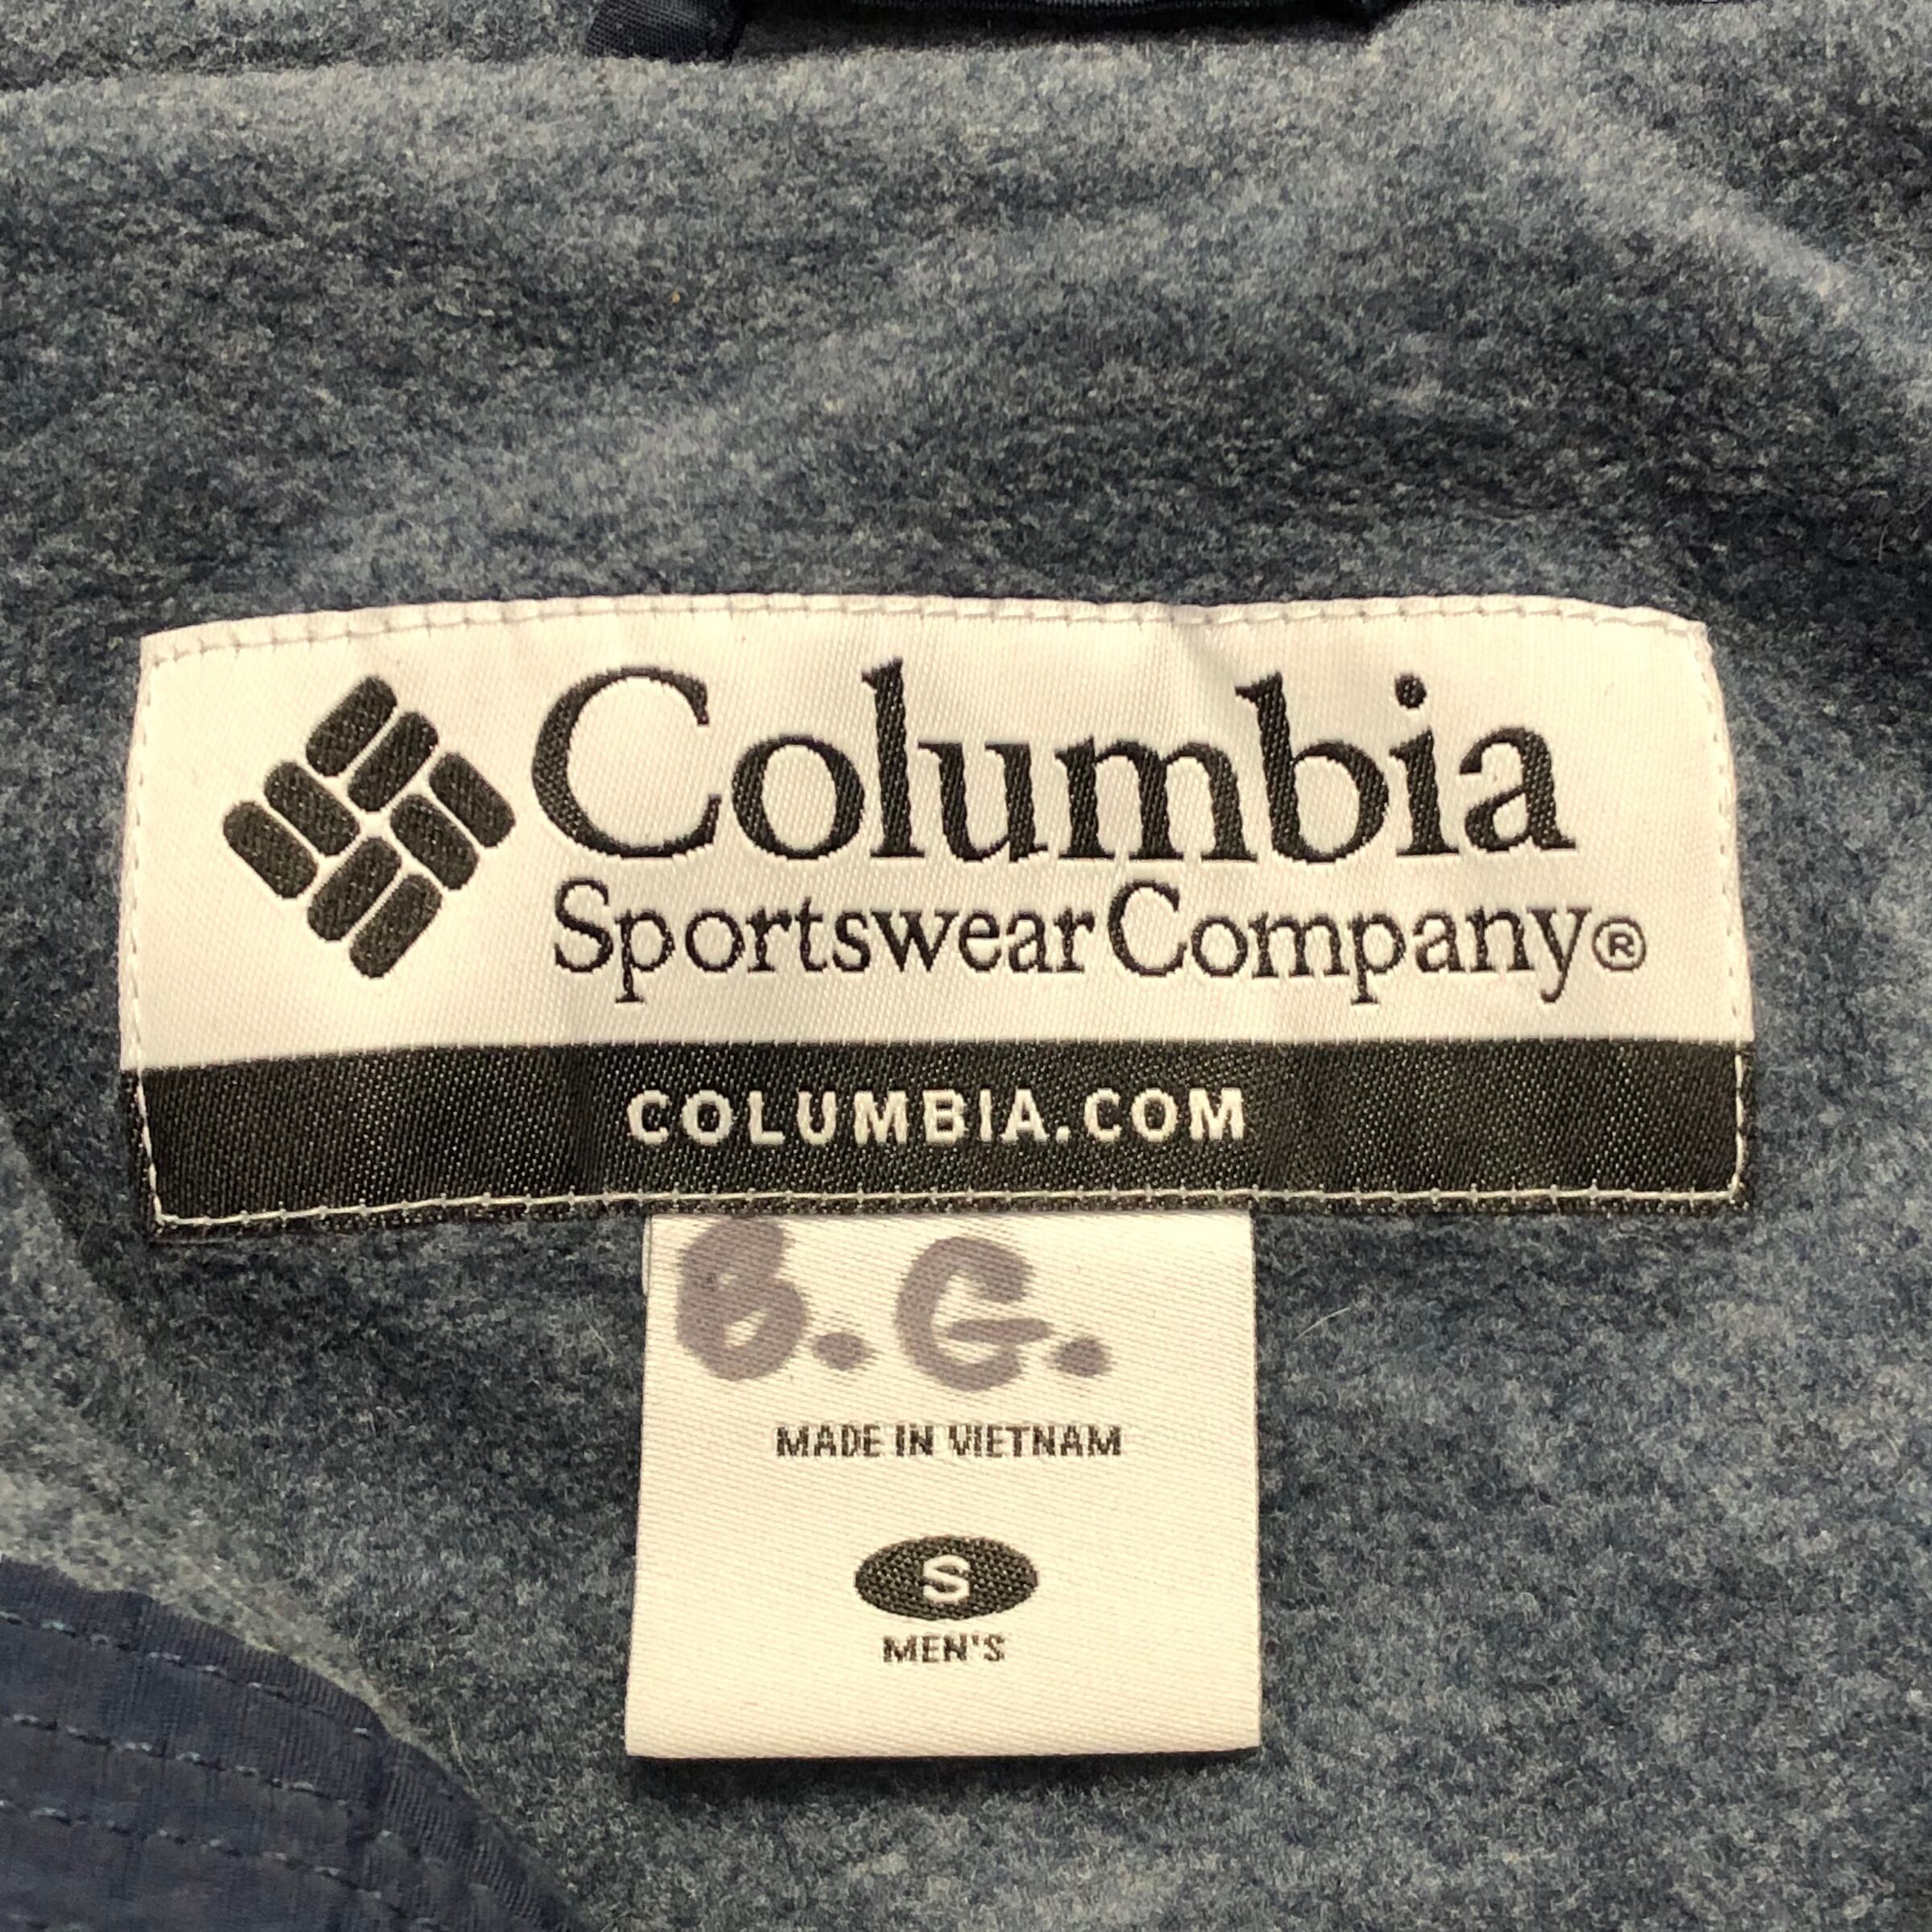 Columbia
Sportswear Company®
COLUMBIA.COM
B.G.
MADE IN VIETNAM
S
MEN'S